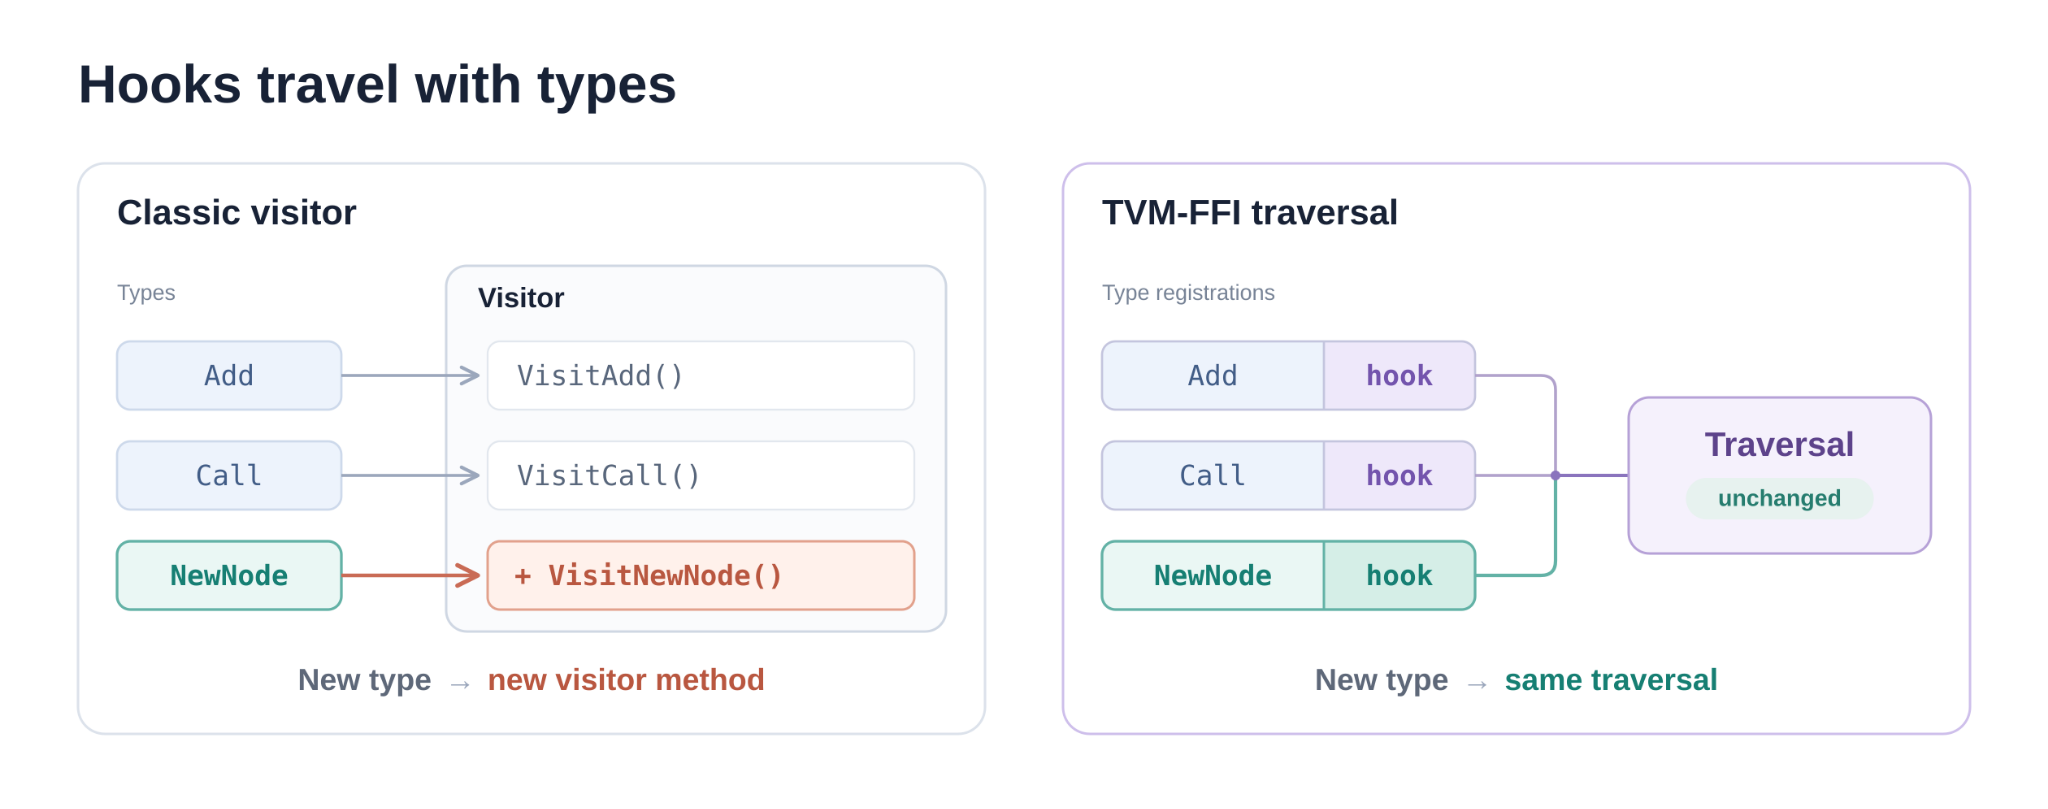 Hooks travel with types
Classic visitor
Types
Visitor
Add
VisitAdd()
Call
VisitCall()
NewNode
+ VisitNewNode()
New type → new visitor method
TVM-FFI traversal
Type registrations
Add hook
Call hook
NewNode hook
Traversal
unchanged
New type → same traversal